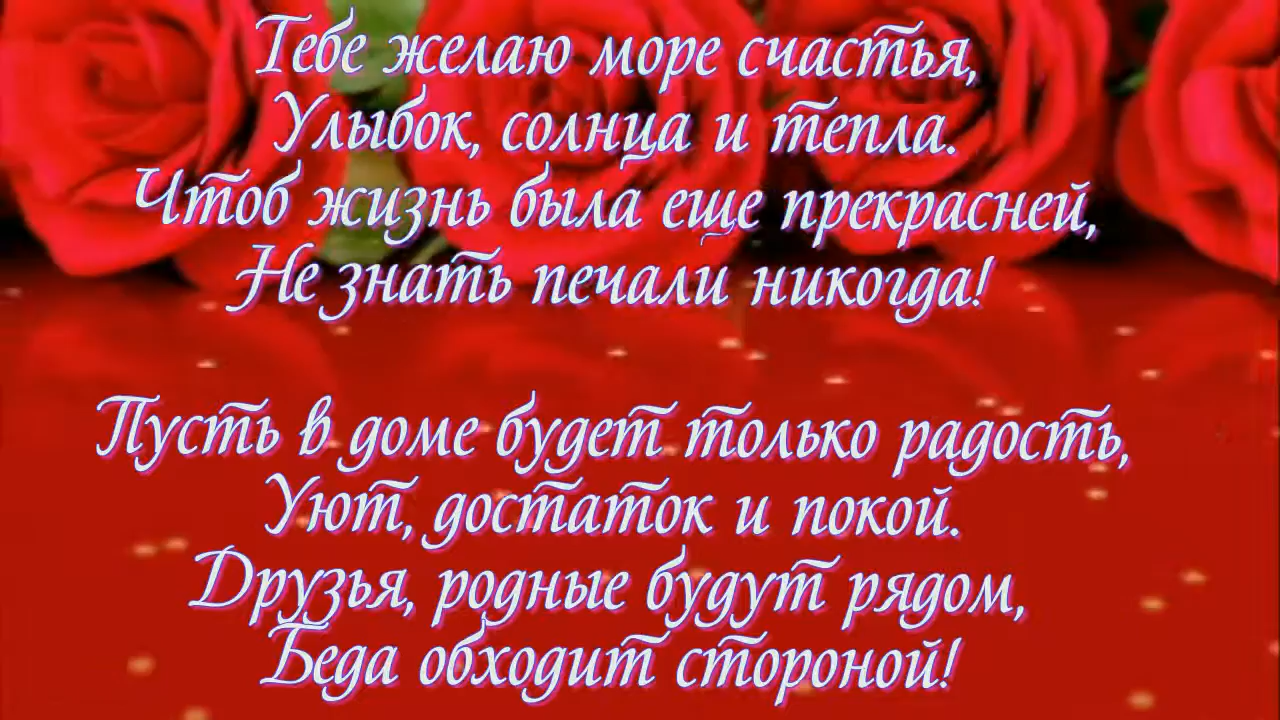 Тебе желаю море счастья,
Улыбок, солнца и тепла.
Чтоб жизнь была еще прекрасней,
Не знать печали никогда!
Пусть в доме будет только радость,
Уют, достаток и покой.
Друзья, родные будут рядом,
Беда обходит стороной!